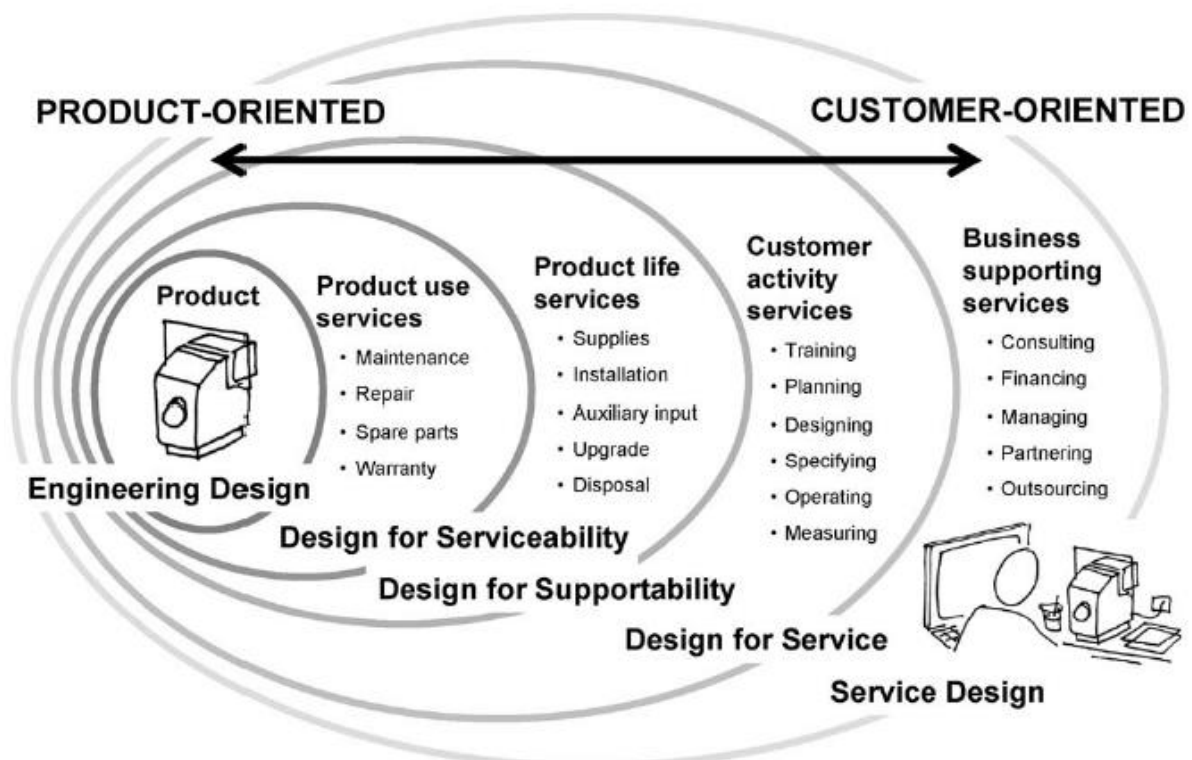 PRODUCT-ORIENTED
CUSTOMER-ORIENTED
Product
Product use
services
• Maintenance
• Repair
• Spare parts
• Warranty
Product life
services
• Supplies
• Installation
• Auxiliary input
• Upgrade
• Disposal
Customer
activity
services
• Training
• Planning
• Designing
• Specifying
• Operating
• Measuring
Business
supporting
services
• Consulting
• Financing
• Managing
• Partnering
• Outsourcing
Engineering Design
Design for Serviceability
Design for Supportability
Design for Service
Service Design